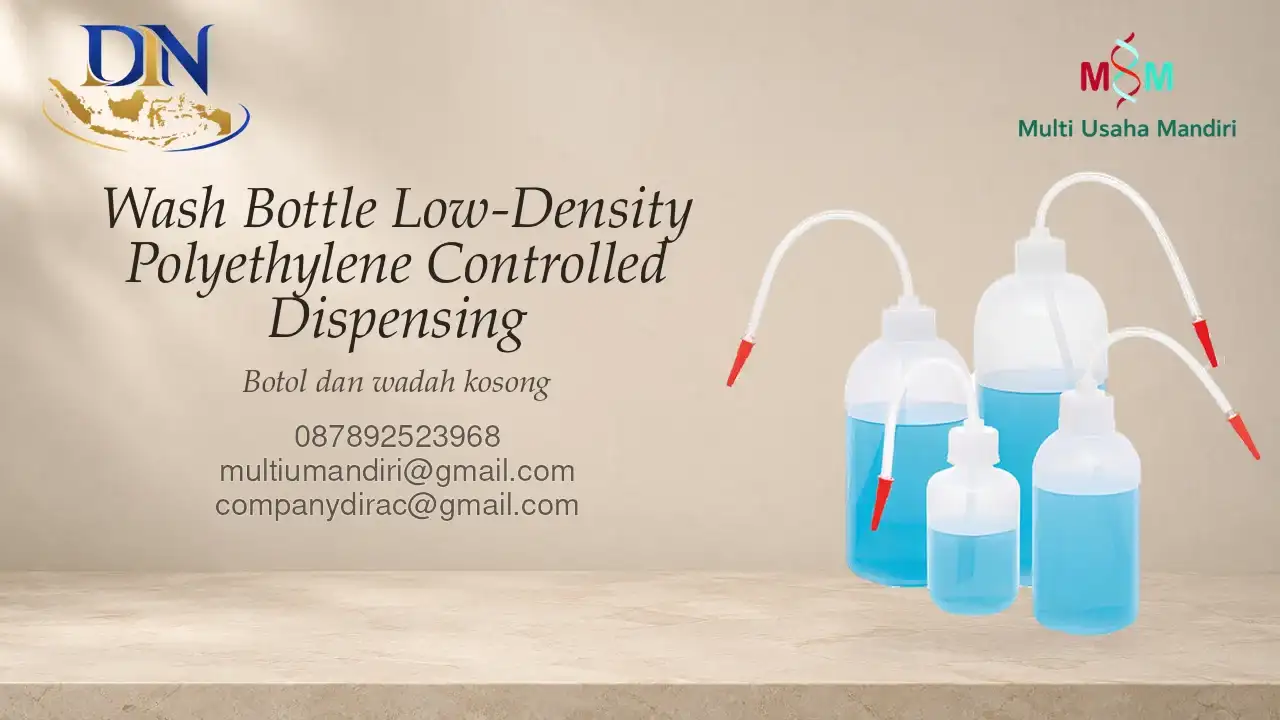 DN
MSM
Multi Usaha Mandiri
Wash Bottle Low-Density
Polyethylene Controlled
Dispensing
Botol dan wadah kosong
087892523968
multiumandiri@gmail.com
companydirac@gmail.com